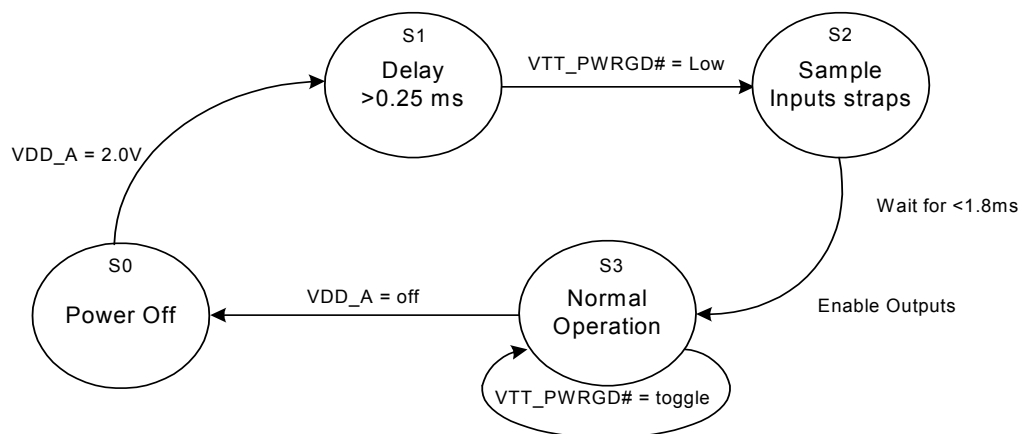 S1
Delay
>0.25 ms
VTT_PWRGD# = Low
S2
Sample
Inputs straps
VDD_A = 2.0V
Wait for <1.8ms
S0
Power Off
VDD_A = off
S3
Normal
Operation
Enable Outputs
VTT_PWRGD# = toggle